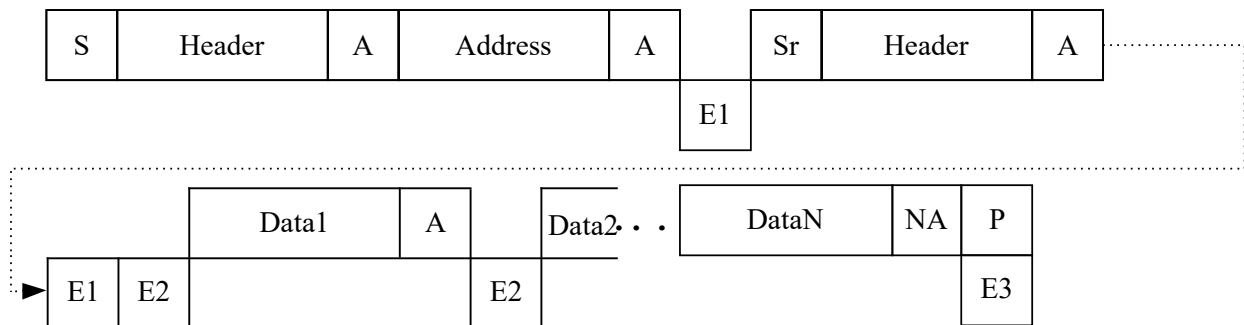 S Header A Address A Sr Header A
E1
Data1 A Data2 · · · DataN NA P
E1 E2 E2 E3